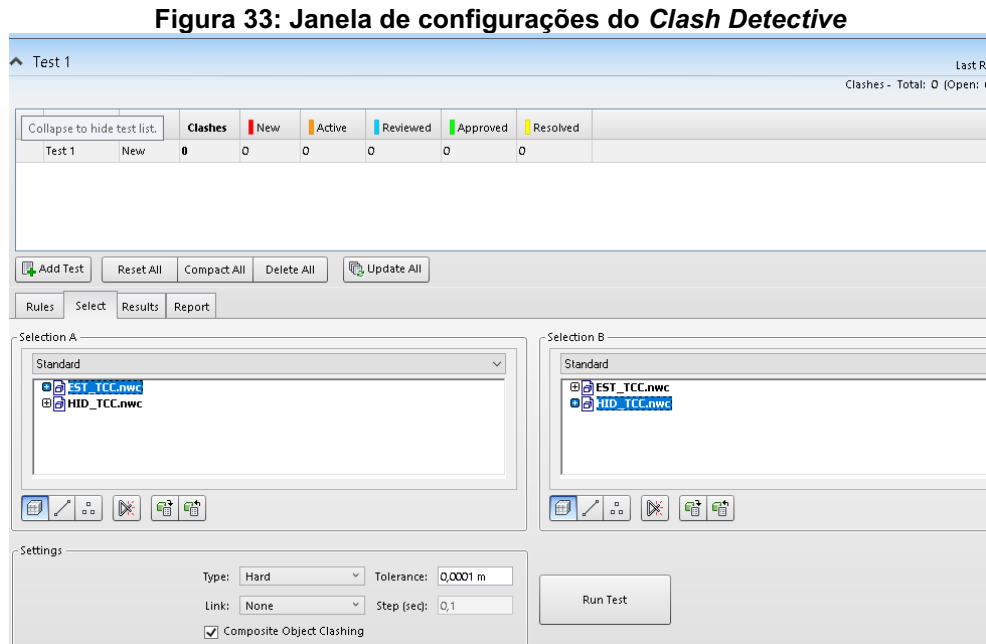 Figura 33: Janela de configurações do Clash Detective
Test 1
Last R
Clashes - Total: 0 (Open:
Collapse to hide test list. Clashes New Active Reviewed Approved Resolved
Test 1 New 0 0 0 0 0 0
Add Test Reset All Compact All Delete All Update All
Rules Select Results Report
Selection A
Standard
EST_TCC.nwc
HID_TCC.nwc
Selection B
Standard
EST_TCC.nwc
HID_TCC.nwc
Settings
Type: Hard Tolerance: 0,0001 m
Link: None Step (sec): 0,1
Composite Object Clashing
Run Test